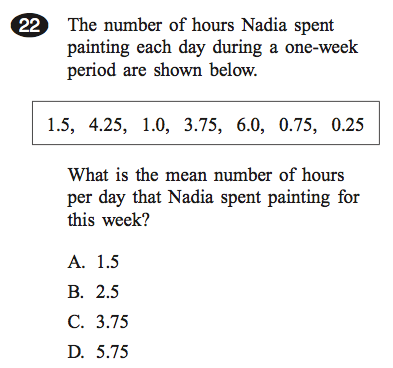 22 The number of hours Nadia spent
painting each day during a one-week
period are shown below.
1.5, 4.25, 1.0, 3.75, 6.0, 0.75, 0.25
What is the mean number of hours
per day that Nadia spent painting for
this week?
A. 1.5
B. 2.5
C. 3.75
D. 5.75